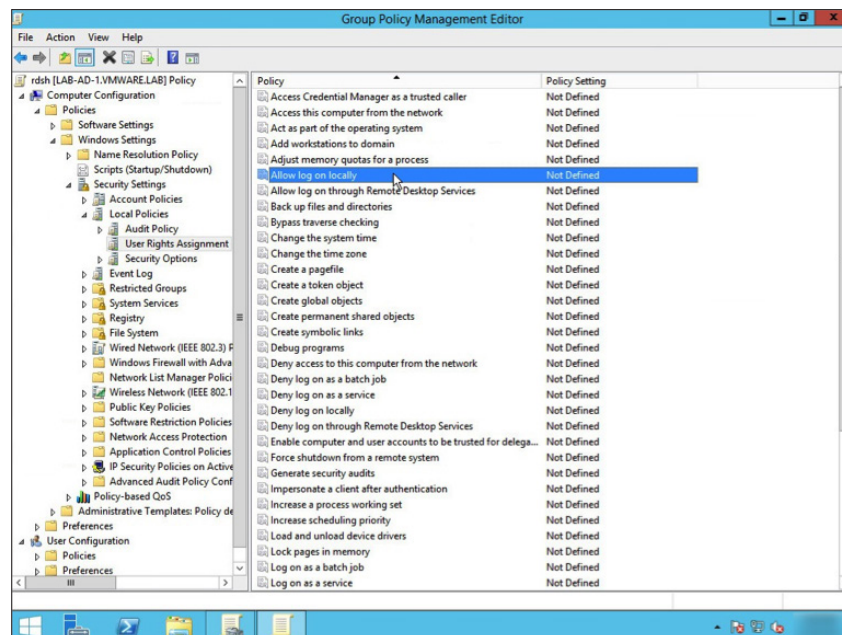 Group Policy Management Editor
File Action View Help
rdsh [LAB-AD-1.VMWARE.LAB] Policy
Computer Configuration
Policies
Software Settings
Windows Settings
Name Resolution Policy
Scripts (Startup/Shutdown)
Security Settings
Account Policies
Local Policies
Audit Policy
User Rights Assignment
Security Options
Event Log
Restricted Groups
System Services
Registry
File System
Wired Network (IEEE 802.3) P
Windows Firewall with Adva
Network List Manager Polici
Wireless Network (IEEE 802.1
Public Key Policies
Software Restriction Policies
Network Access Protection
Application Control Policies
IP Security Policies on Active
Advanced Audit Policy Conf
Policy-based QoS
Administrative Templates: Policy de
Preferences
User Configuration
Policies
Preferences
Policy Policy Setting
Access Credential Manager as a trusted caller Not Defined
Access this computer from the network Not Defined
Act as part of the operating system Not Defined
Add workstations to domain Not Defined
Adjust memory quotas for a process Not Defined
Allow log on locally Not Defined
Allow log on through Remote Desktop Services Not Defined
Back up files and directories Not Defined
Bypass traverse checking Not Defined
Change the system time Not Defined
Change the time zone Not Defined
Create a pagefile Not Defined
Create a token object Not Defined
Create global objects Not Defined
Create permanent shared objects Not Defined
Create symbolic links Not Defined
Debug programs Not Defined
Deny access to this computer from the network Not Defined
Deny log on as a batch job Not Defined
Deny log on as a service Not Defined
Deny log on locally Not Defined
Deny log on through Remote Desktop Services Not Defined
Enable computer and user accounts to be trusted for delega... Not Defined
Force shutdown from a remote system Not Defined
Generate security audits Not Defined
Impersonate a client after authentication Not Defined
Increase a process working set Not Defined
Increase scheduling priority Not Defined
Load and unload device drivers Not Defined
Lock pages in memory Not Defined
Log on as a batch job Not Defined
Log on as a service Not Defined